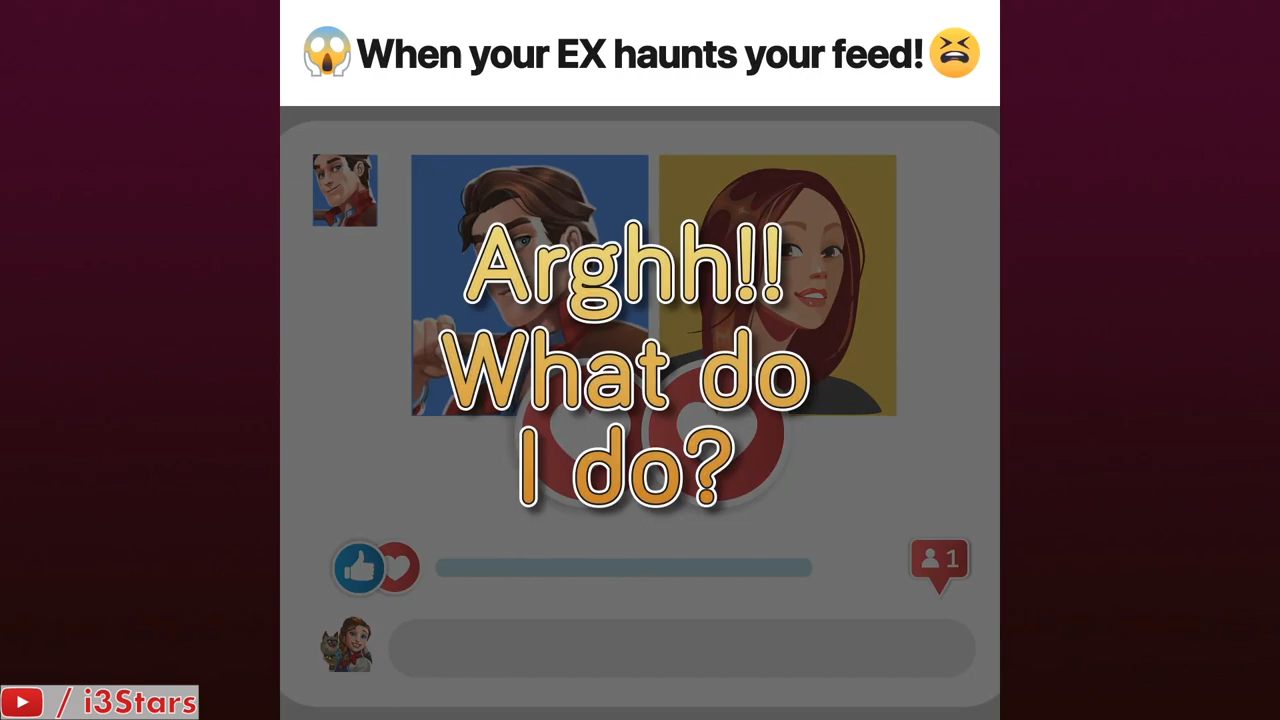 😱When your EX haunts your feed!😫
Arghh!!
What do
I do?
1
/ i3Stars